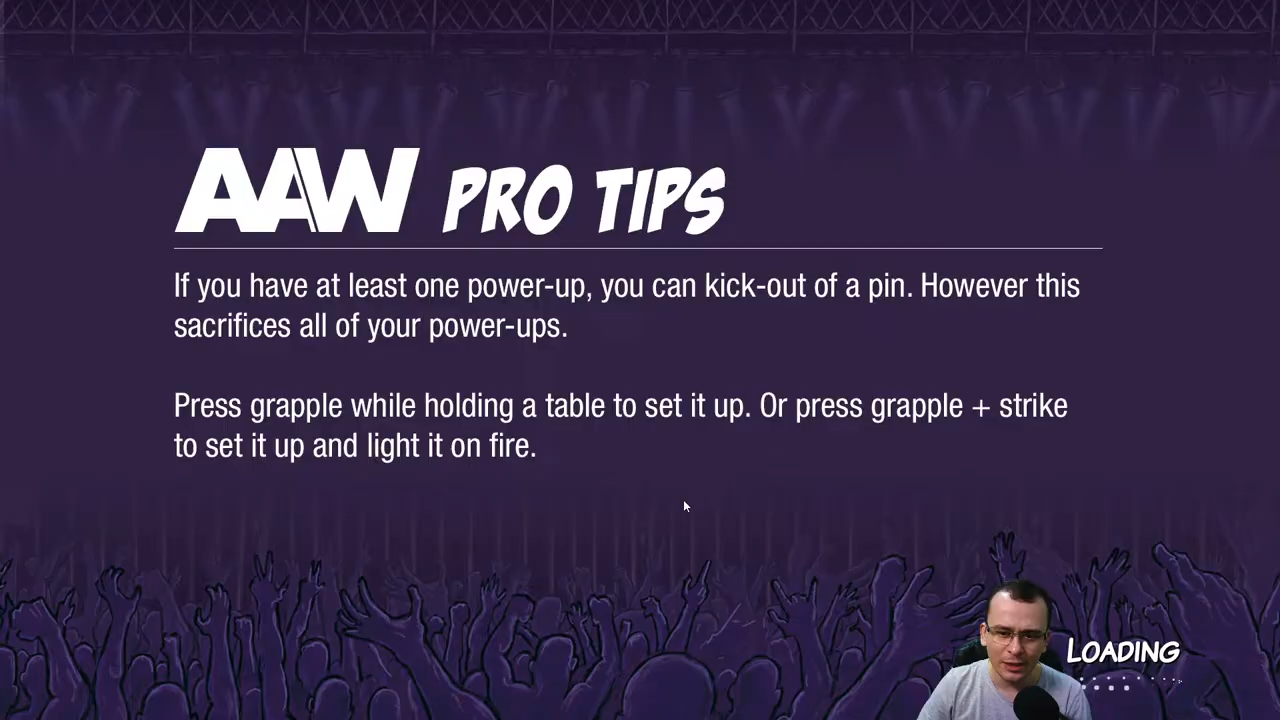 AAW PRO TIPS
If you have at least one power-up, you can kick-out of a pin. However this
sacrifices all of your power-ups.
Press grapple while holding a table to set it up. Or press grapple + strike
to set it up and light it on fire.
LOADING